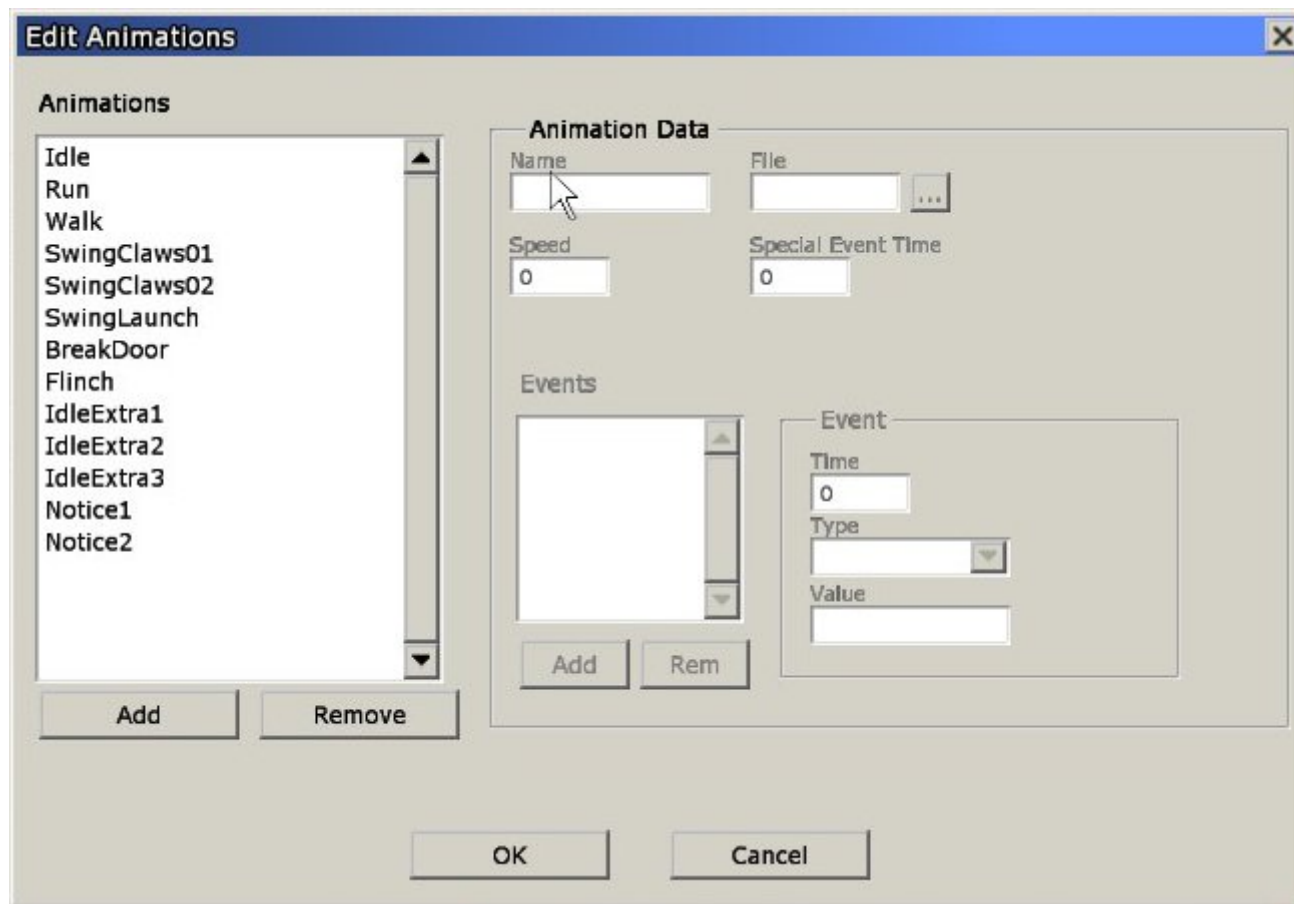 Edit Animations
Animations
Idle
Run
Walk
SwingClaws01
SwingClaws02
SwingLaunch
BreakDoor
Flinch
IdleExtra1
IdleExtra2
IdleExtra3
Notice1
Notice2
Add Remove
Animation Data
Name File
...
Speed Special Event Time
0 0
Events
Event
Time
0
Type
Value
Add Rem
OK Cancel